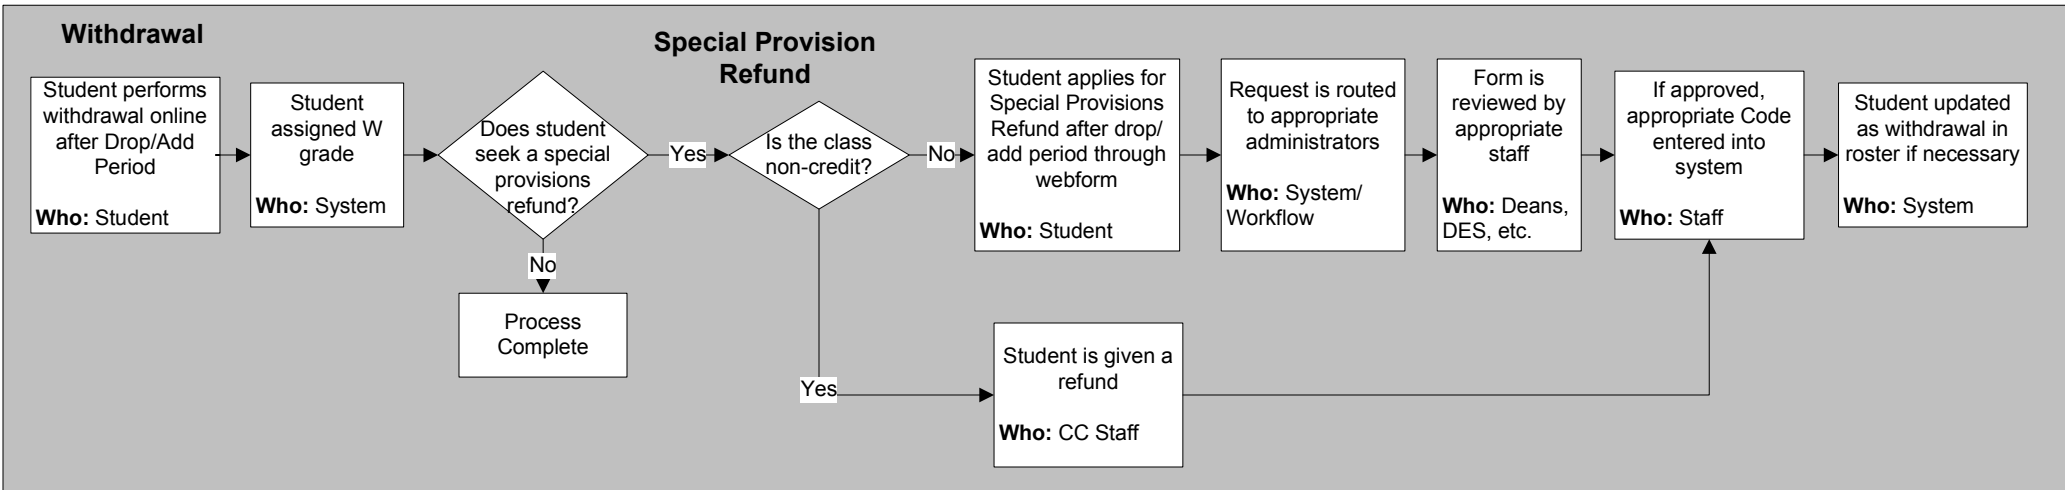 Withdrawal
Special Provision
Refund
Student performs
withdrawal online
after Drop/Add
Period
Who: Student
Student
assigned W
grade
Who: System
Does student
seek a special
provisions
refund?
Yes
No
Process
Complete
Is the class
non-credit?
No
Yes
Student applies for
Special Provisions
Refund after drop/
add period through
webform
Who: Student
Request is routed
to appropriate
administrators
Who: System/
Workflow
Form is
reviewed by
appropriate
staff
Who: Deans,
DES, etc.
If approved,
appropriate Code
entered into
system
Who: Staff
Student updated
as withdrawal in
roster if necessary
Who: System
Student is given a
refund
Who: CC Staff